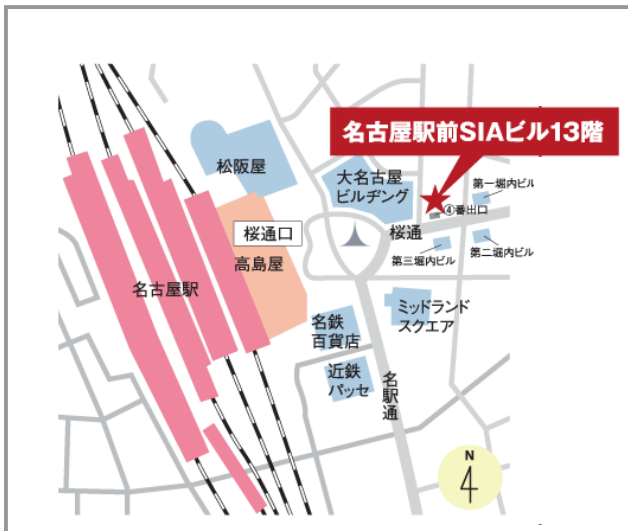 名古屋駅前SIAビル13階
松阪屋
大名古屋
ビルヂング
第一堀内ビル
④番出口
桜通口
桜通
高島屋
第三堀内ビル
第二堀内ビル
名古屋駅
ミッドランド
スクエア
名鉄
百貨店
近鉄
パッセ
名駅通
N